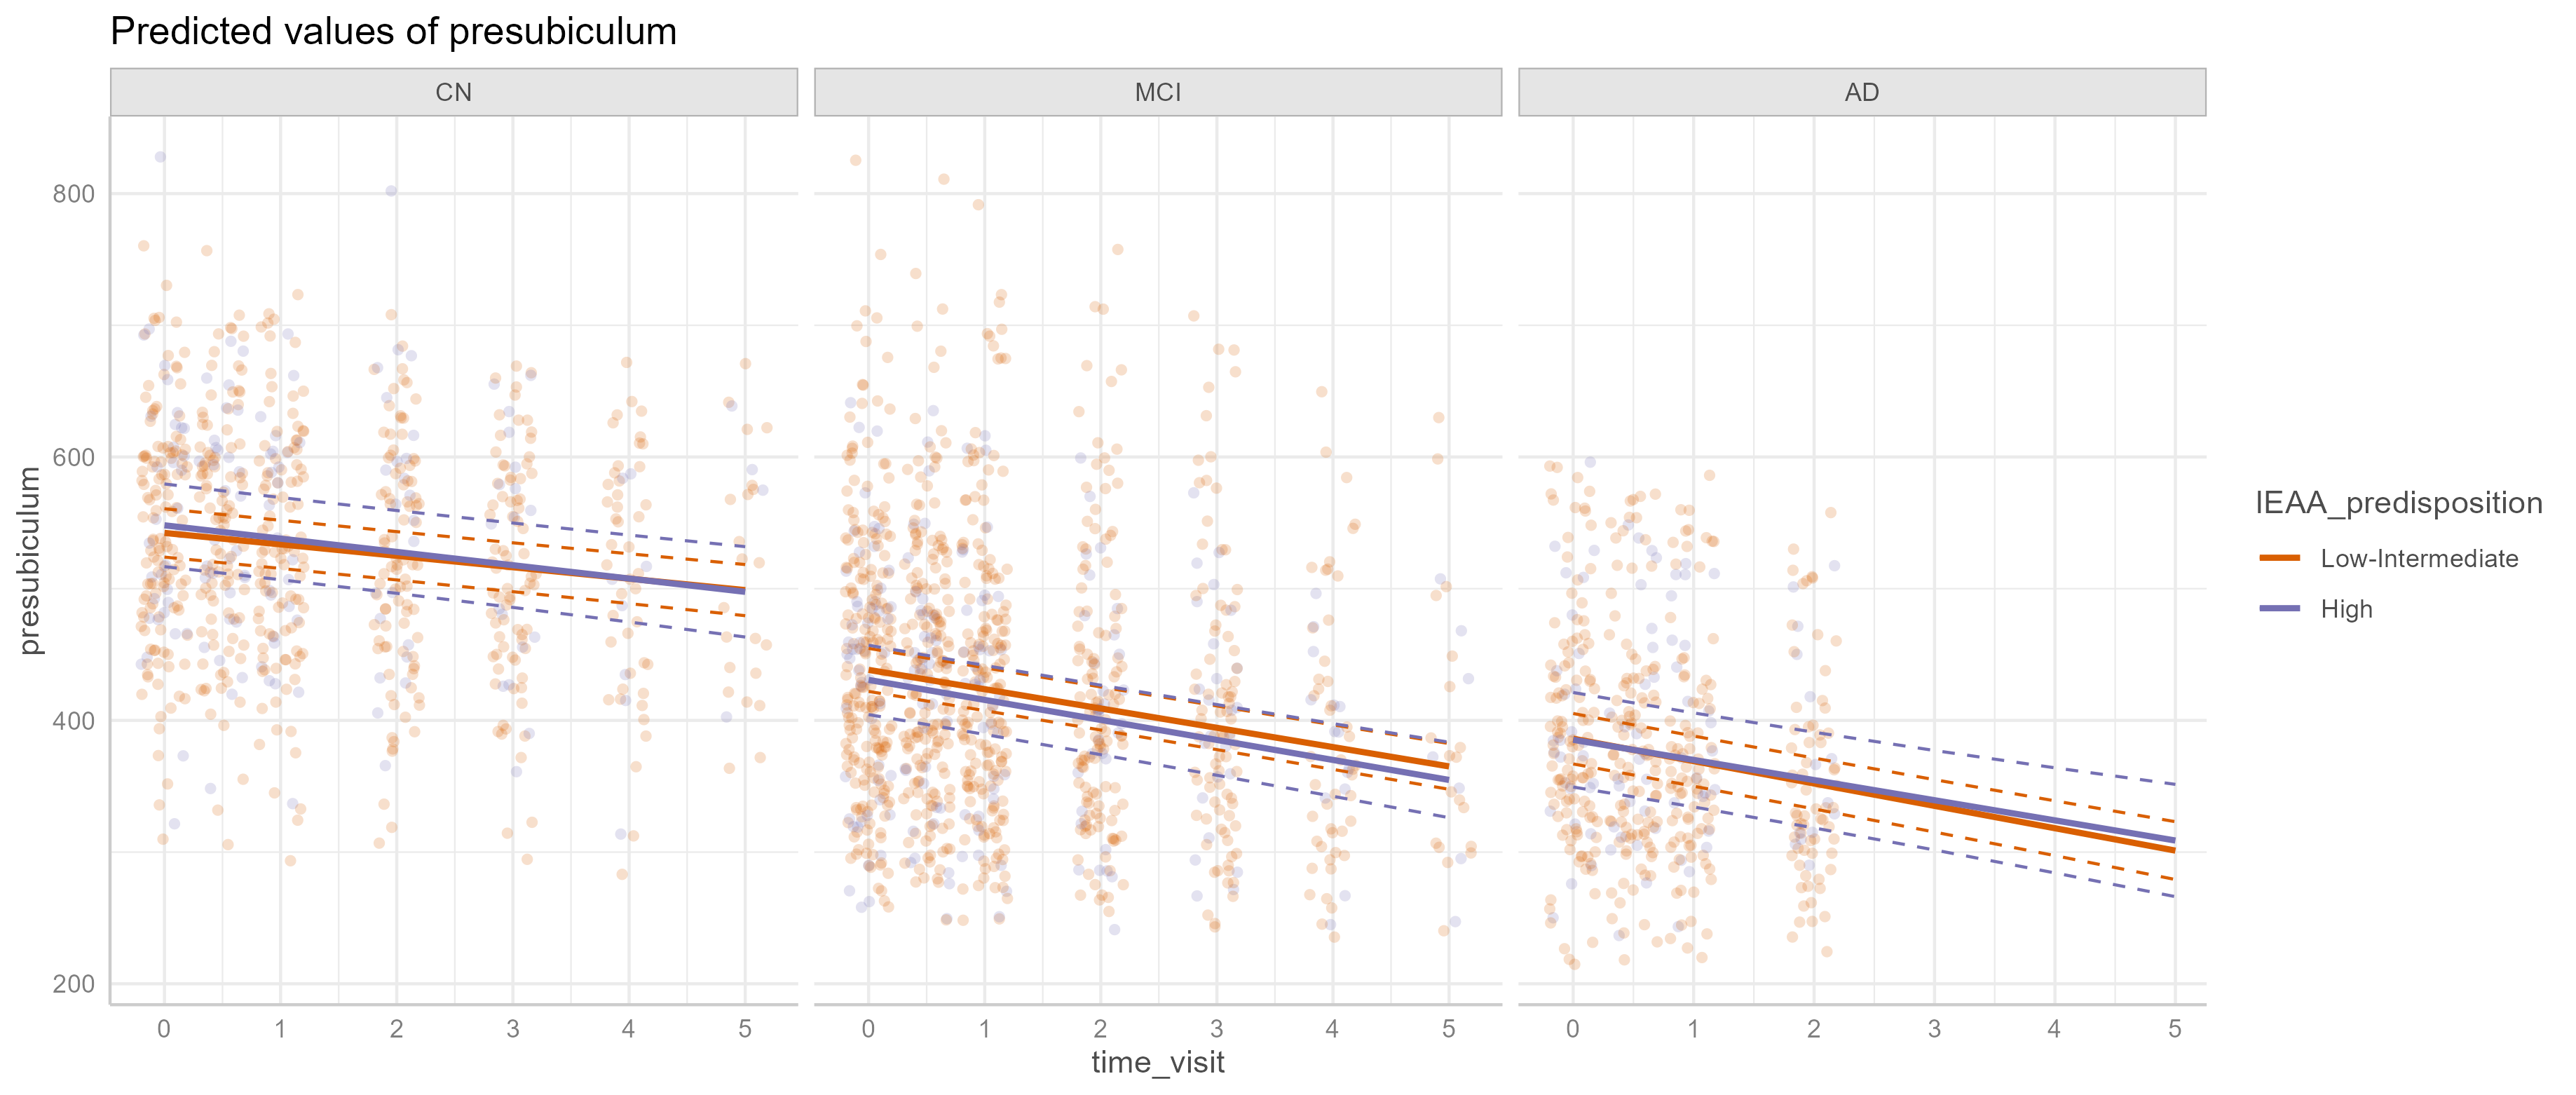 Predicted values of presubiculum
CN MCI AD
800
600
400
200
presubiculum
0 1 2 3 4 5 0 1 2 3 4 5 0 1 2 3 4 5
time_visit
IEAA_predisposition
Low-Intermediate
High